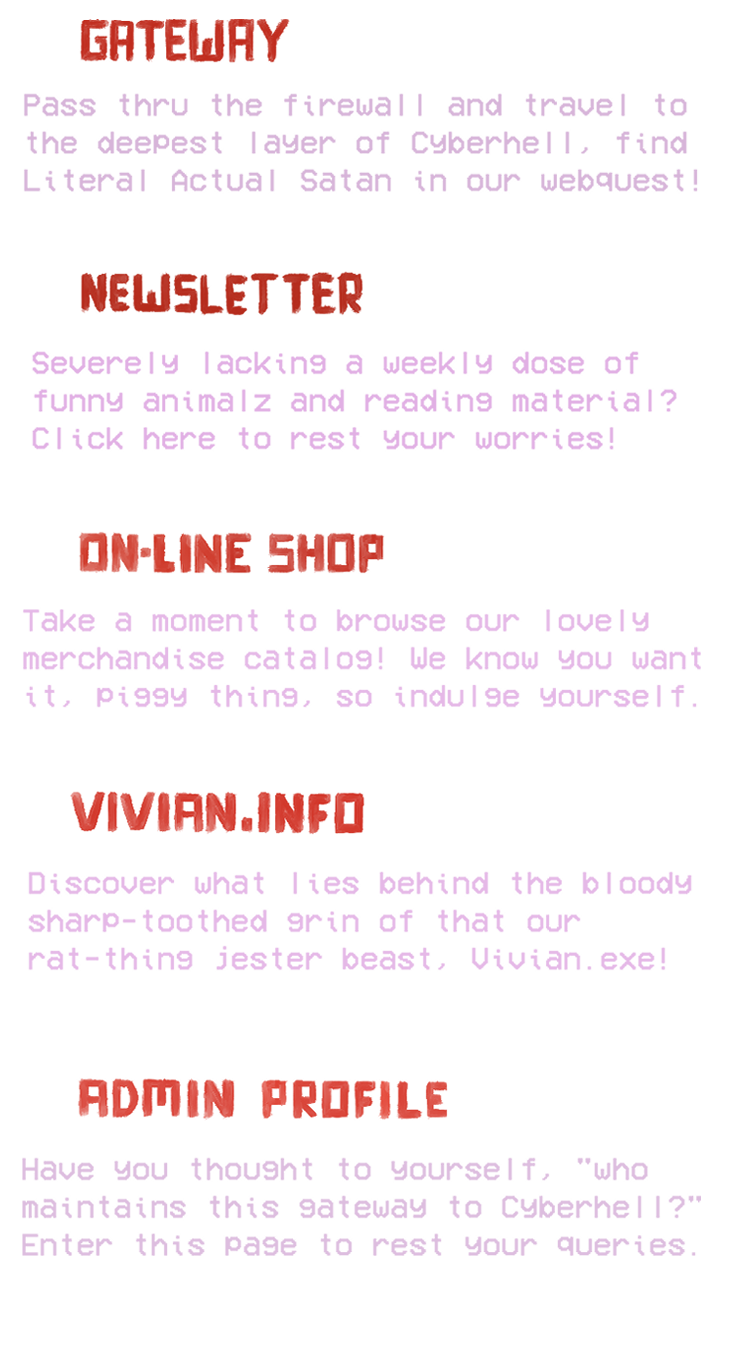 GATEWAY
Pass thru the firewall and travel to
the deepest layer of Cyberhell, find
Literal Actual Satan in our webquest!
NEWSLETTER
Severely lacking a weekly dose of
funny animalz and reading material?
Click here to rest your worries!
ON-LINE SHOP
Take a moment to browse our lovely
merchandise catalog! We know you want
it, piggy thing, so indulge yourself.
VIVIAN.INFO
Discover what lies behind the bloody
sharp-toothed grin of that our
rat-thing jester beast, Vivian.exe!
ADMIN PROFILE
Have you thought to yourself, "who
maintains this gateway to Cyberhell?"
Enter this page to rest your queries.